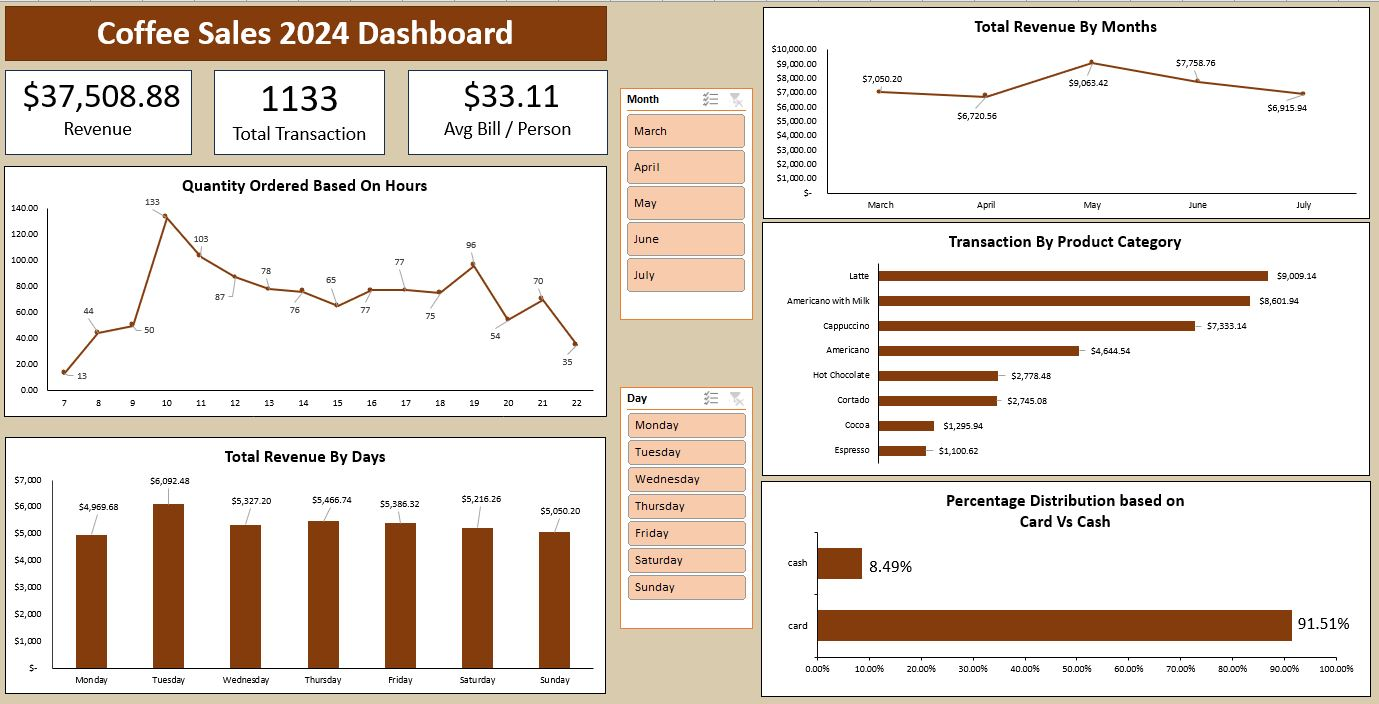 Coffee Sales 2024 Dashboard
$37,508.88
Revenue
1133
Total Transaction
$33.11
Avg Bill / Person
Quantity Ordered Based On Hours
140.00
120.00
100.00
80.00
60.00
40.00
20.00
0.00
13
44
50
133
103
87
78
76
65
77
77
75
96
54
70
35
7 8 9 10 11 12 13 14 15 16 17 18 19 20 21 22
Total Revenue By Days
$7,000
$6,000
$5,000
$4,000
$3,000
$2,000
$1,000
$-
$4,969.68
$6,092.48
$5,327.20
$5,466.74
$5,386.32
$5,216.26
$5,050.20
Monday Tuesday Wednesday Thursday Friday Saturday Sunday
Month
March
April
May
June
July
Day
Monday
Tuesday
Wednesday
Thursday
Friday
Saturday
Sunday
Total Revenue By Months
$10,000.00
$9,000.00
$8,000.00
$7,000.00
$6,000.00
$5,000.00
$4,000.00
$3,000.00
$2,000.00
$1,000.00
$-
$7,050.20
$6,720.56
$9,063.42
$7,758.76
$6,915.94
March April May June July
Transaction By Product Category
Latte $9,009.14
Americano with Milk $8,601.94
Cappuccino $7,333.14
Americano $4,644.54
Hot Chocolate $2,778.48
Cortado $2,745.08
Cocoa $1,295.94
Espresso $1,100.62
Percentage Distribution based on
Card Vs Cash
cash 8.49%
card 91.51%
0.00% 10.00% 20.00% 30.00% 40.00% 50.00% 60.00% 70.00% 80.00% 90.00% 100.00%